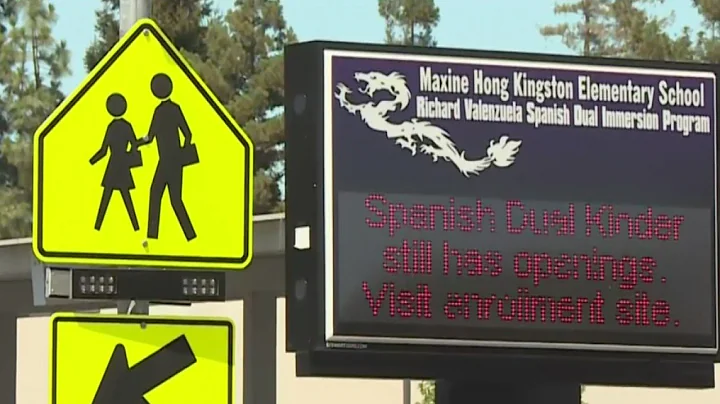 Maxine Hong Kingston Elementary School
Richard Valenzuela Spanish Dual Immersion Program
Spanish Dual Kinder
still has openings.
Visit enrollment site.